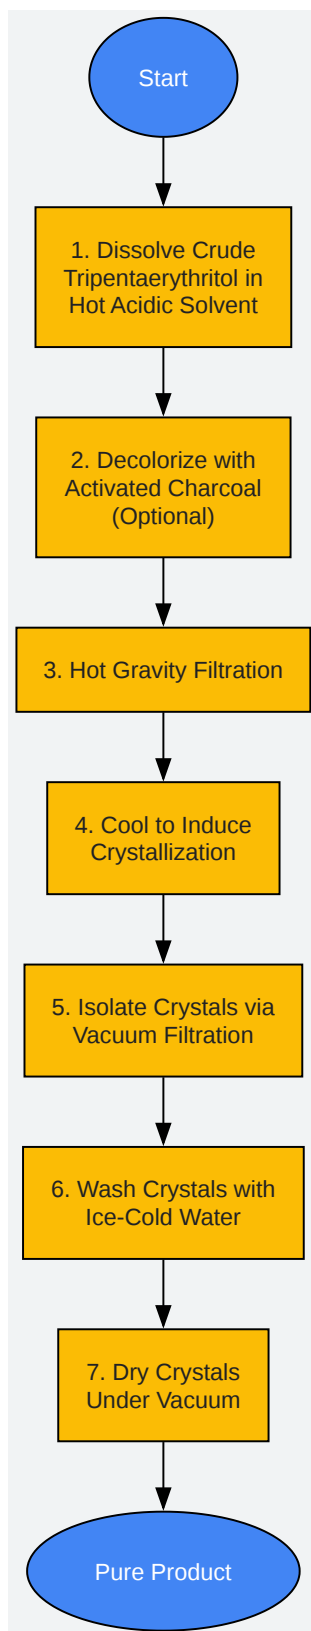 Start
1. Dissolve Crude
Tripentaerythritol in
Hot Acidic Solvent
2. Decolorize with
Activated Charcoal
(Optional)
3. Hot Gravity Filtration
4. Cool to Induce
Crystallization
5. Isolate Crystals via
Vacuum Filtration
6. Wash Crystals with
Ice-Cold Water
7. Dry Crystals
Under Vacuum
Pure Product